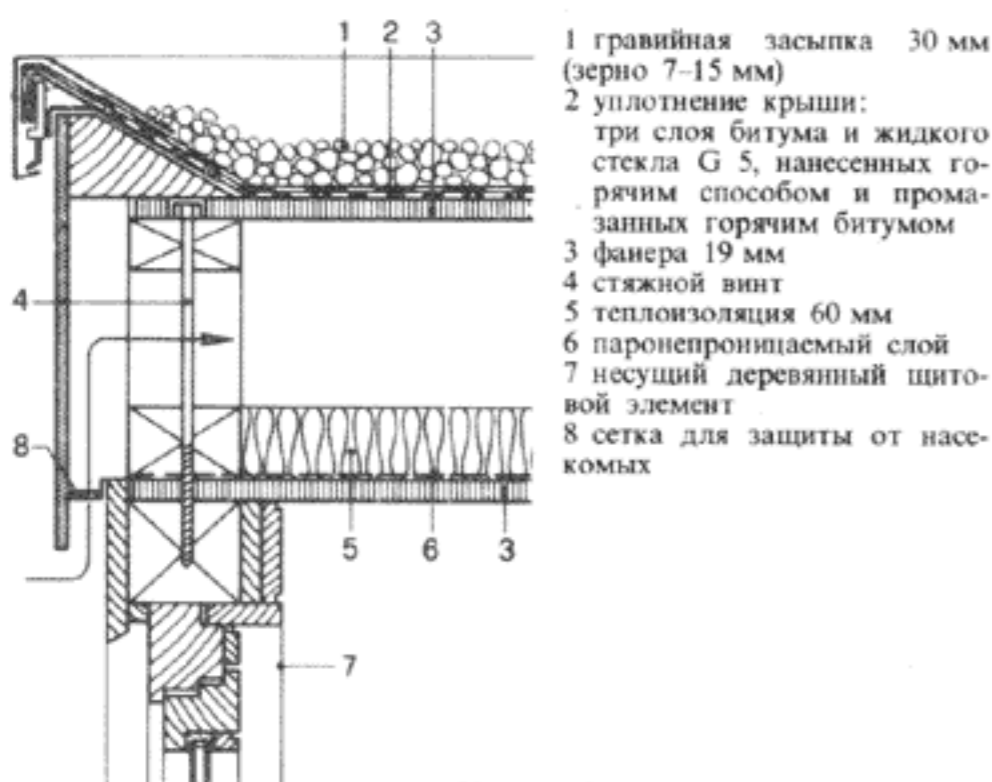 1 2 3
4
8
5 6 3
7
1 гравийная засыпка 30 мм
(зерно 7–15 мм)
2 уплотнение крыши:
три слоя битума и жидкого
стекла G 5, нанесенных го-
рячим способом и прома-
занных горячим битумом
3 фанера 19 мм
4 стяжной винт
5 теплоизоляция 60 мм
6 паронепроницаемый слой
7 несущий деревянный щито-
вой элемент
8 сетка для защиты от насе-
комых